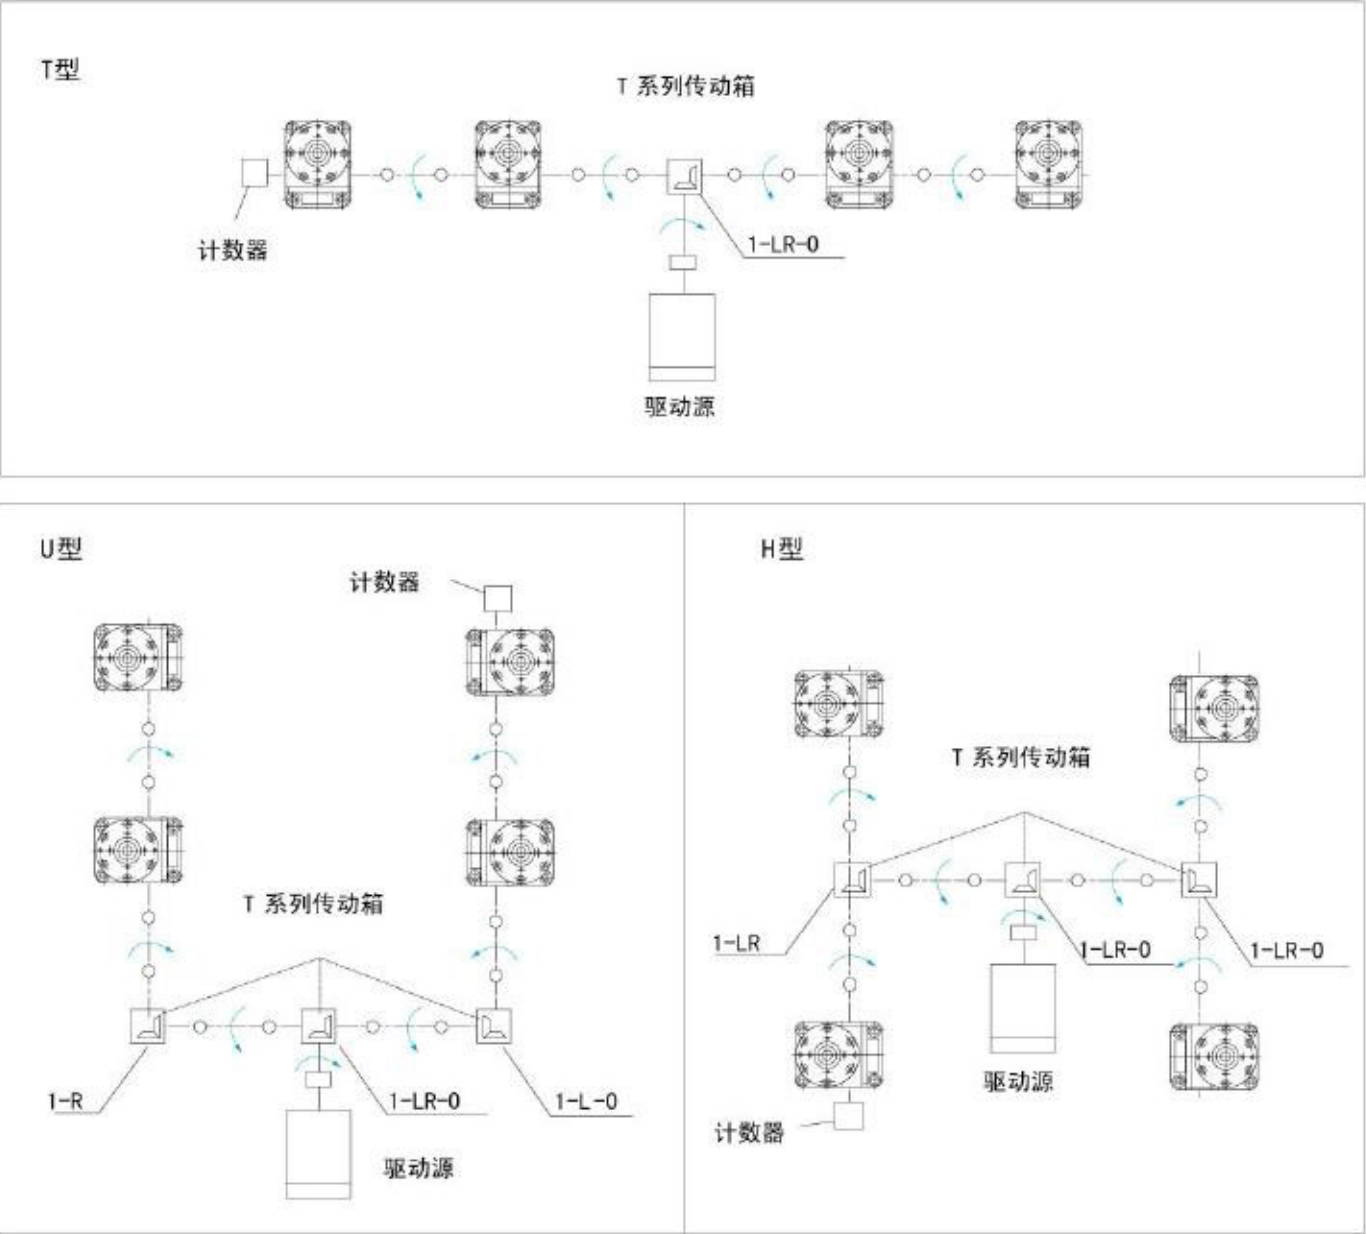 T型
T 系列传动箱
计数器
1-LR-0
驱动源
U型
计数器
T 系列传动箱
1-R
1-LR-0
1-L-0
驱动源
H型
T 系列传动箱
1-LR
1-LR-0
1-LR-0
驱动源
计数器